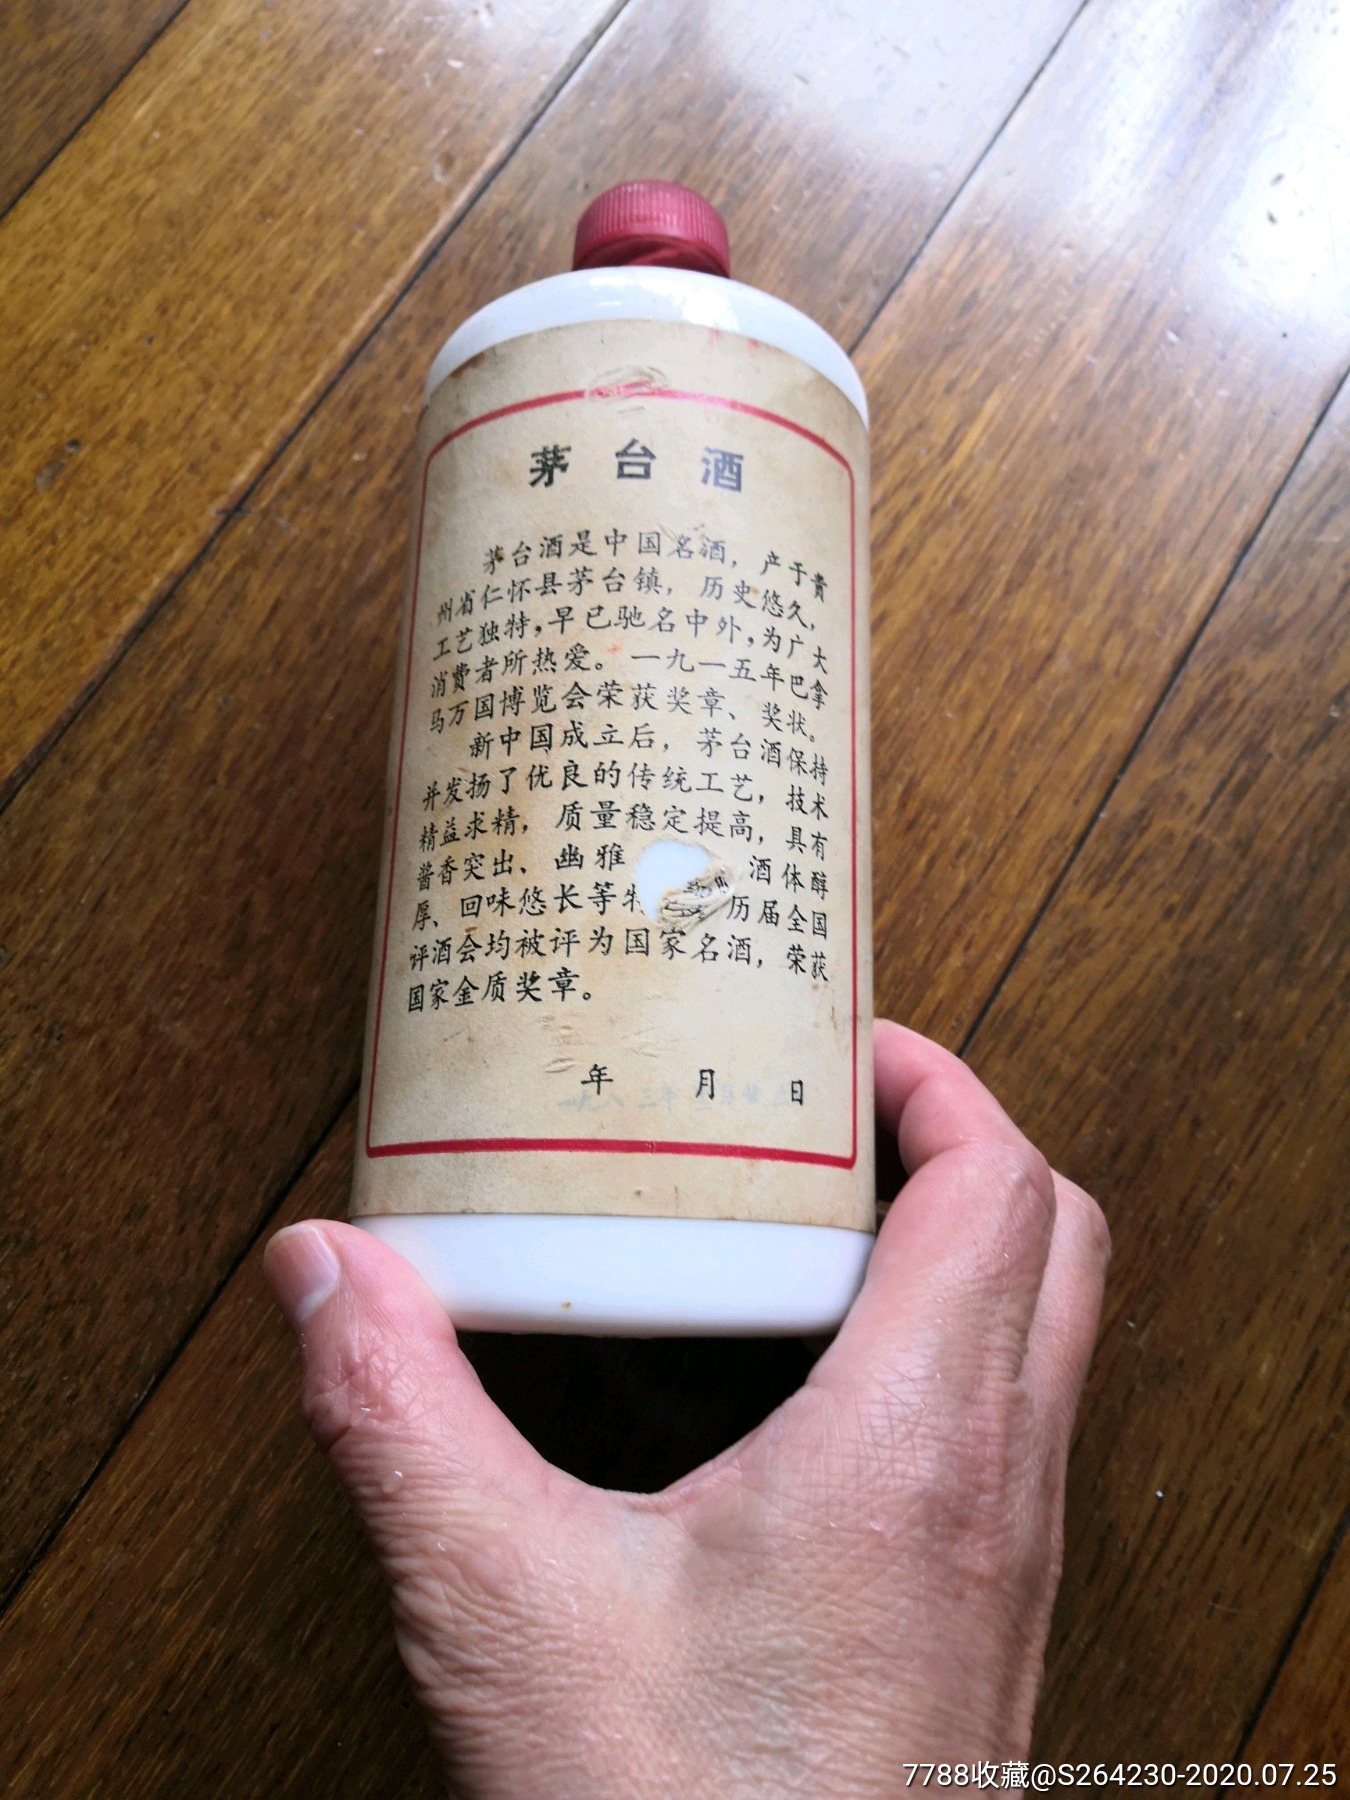 茅台酒
茅台酒是中国名酒，产于贵
州省仁怀县茅台镇，历史悠久，
工艺独特，早已驰名中外，为广大
消费者所热爱。一九一五年巴拿
马万国博览会荣获奖章、奖状。
新中国成立后，茅台酒保持
并发扬了优良的传统工艺，技术
精益求精，质量稳定提高，具有
酱香突出、幽雅 酒体醇
厚、回味悠长等特 历届全国
评酒会均被评为国家名酒，荣获
国家金质奖章。
年 月 日
7788收藏@S264230-2020.07.25